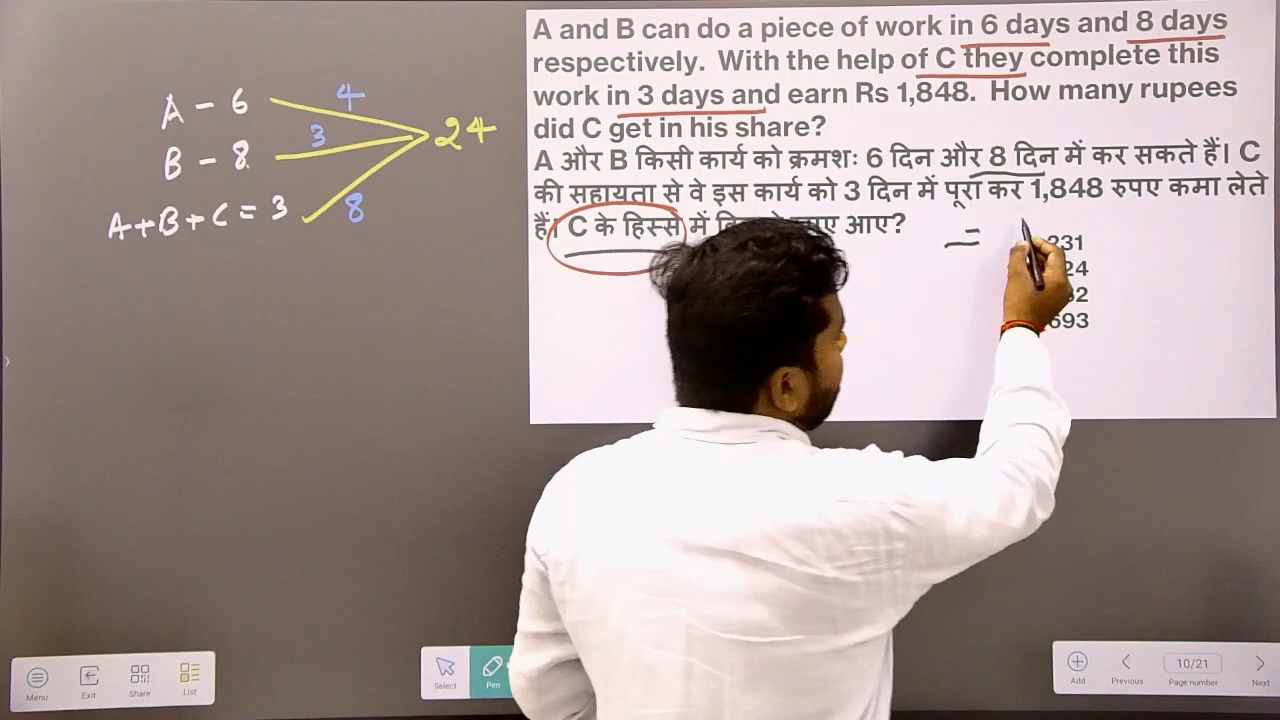 A and B can do a piece of work in 6 days and 8 days
respectively. With the help of C they complete this
work in 3 days and earn Rs 1,848. How many rupees
did C get in his share?
A और B किसी कार्य को क्रमशः 6 दिन और 8 दिन में कर सकते हैं। C
की सहायता से वे इस कार्य को 3 दिन में पूरा कर 1,848 रुपए कमा लेते
हैं। C के हिस्से में आए?
231
24
693
A - 6 4
B - 8 3 24
A+B+C = 3 8
Menu Exit Share List
Select Pen
Add Previous 10/21 Page number Next